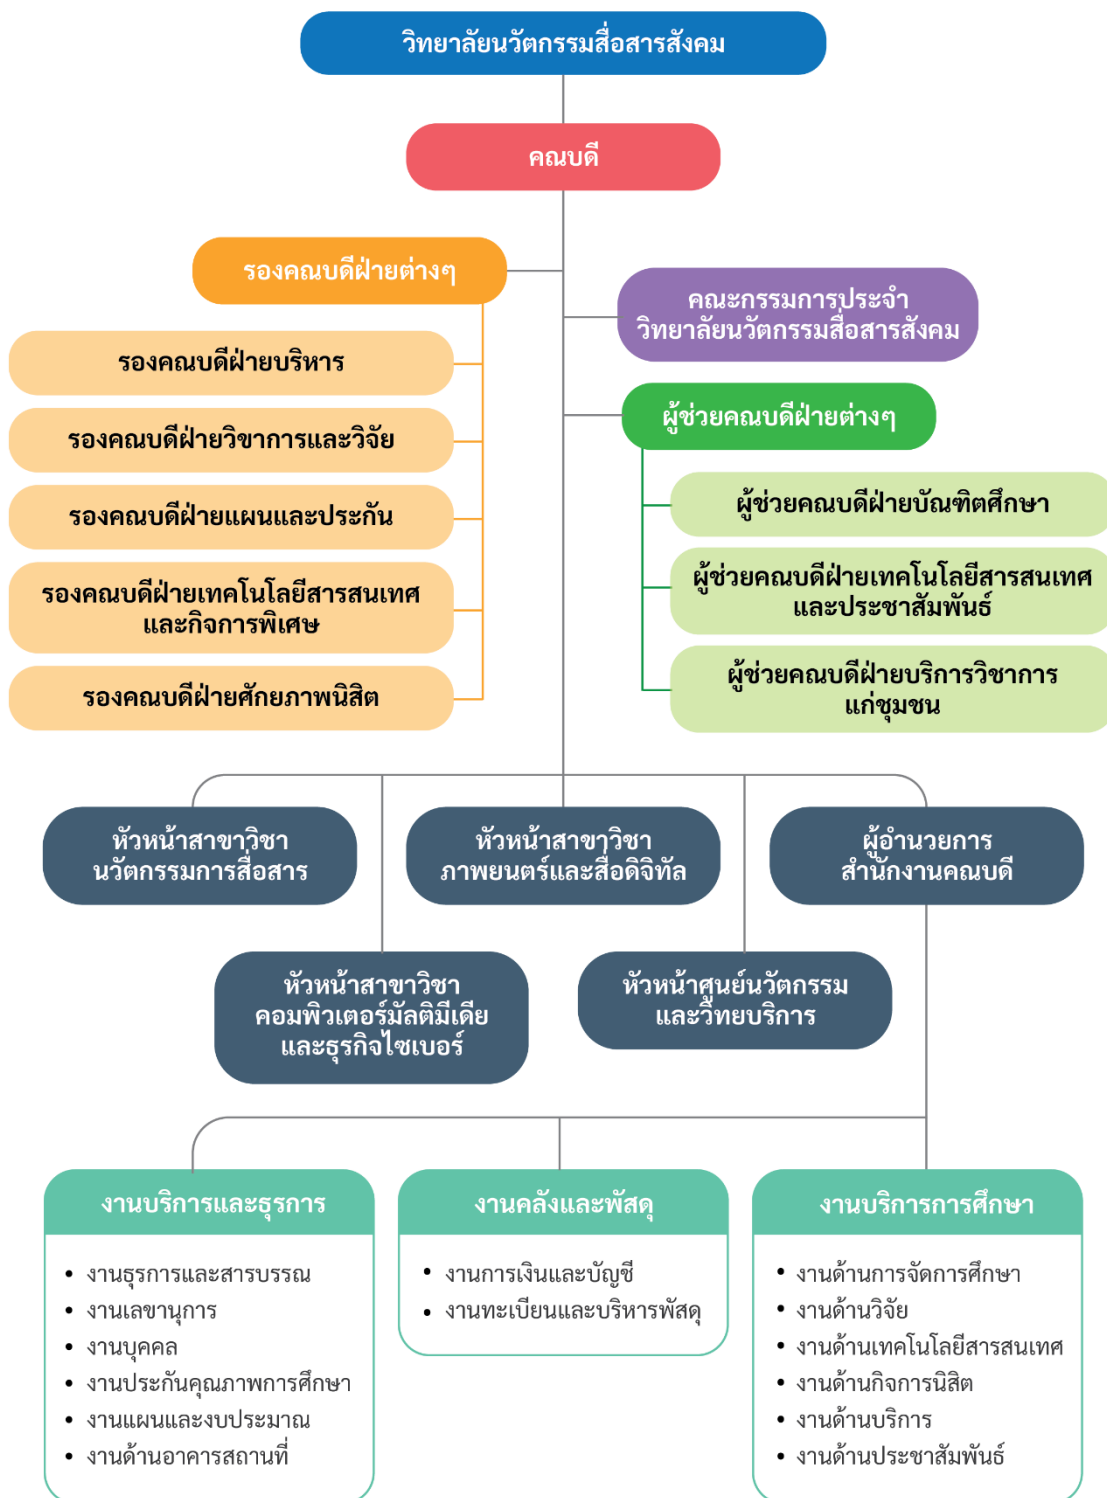 วิทยาลัยนวัตกรรมสื่อสารสังคม
คณบดี
รองคณบดีฝ่ายต่างๆ
คณะกรรมการประจำ
วิทยาลัยนวัตกรรมสื่อสารสังคม
รองคณบดีฝ่ายบริหาร
รองคณบดีฝ่ายวิขาการและวิจัย
รองคณบดีฝ่ายแผนและประกัน
รองคณบดีฝ่ายเทคโนโลยีสารสนเทศ
และกิจการพิเศษ
รองคณบดีฝ่ายศักยภาพนิสิต
ผู้ช่วยคณบดีฝ่ายต่างๆ
ผู้ช่วยคณบดีฝ่ายบัณฑิตศึกษา
ผู้ช่วยคณบดีฝ่ายเทคโนโลยีสารสนเทศ
และประชาสัมพันธ์
ผู้ช่วยคณบดีฝ่ายบริการวิชาการ
แก่ชุมชน
หัวหน้าสาขาวิชา
นวัตกรรมการสื่อสาร
หัวหน้าสาขาวิชา
ภาพยนตร์และสื่อดิจิทัล
ผู้อำนวยการ
สำนักงานคณบดี
หัวหน้าสาขาวิชา
คอมพิวเตอร์มัลติมีเดีย
และธุรกิจไซเบอร์
หัวหน้าศูนย์นวัตกรรม
และวิทยบริการ
งานบริการและธุรการ
• งานธุรการและสารบรรณ
• งานเลขานุการ
• งานบุคคล
• งานประกันคุณภาพการศึกษา
• งานแผนและงบประมาณ
• งานด้านอาคารสถานที่
งานคลังและพัสดุ
• งานการเงินและบัญชี
• งานทะเบียนและบริหารพัสดุ
งานบริการการศึกษา
• งานด้านการจัดการศึกษา
• งานด้านวิจัย
• งานด้านเทคโนโลยีสารสนเทศ
• งานด้านกิจการนิสิต
• งานด้านบริการ
• งานด้านประชาสัมพันธ์